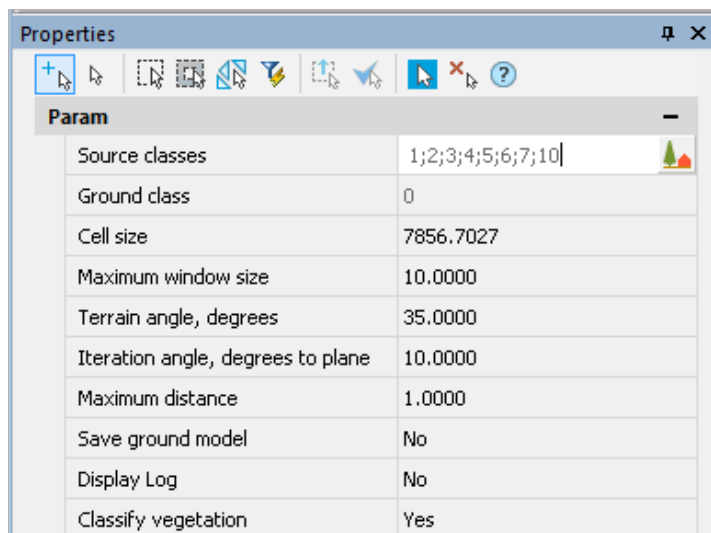 Properties
Param
Source classes 1;2;3;4;5;6;7;10
Ground class 0
Cell size 7856.7027
Maximum window size 10.0000
Terrain angle, degrees 35.0000
Iteration angle, degrees to plane 10.0000
Maximum distance 1.0000
Save ground model No
Display Log No
Classify vegetation Yes